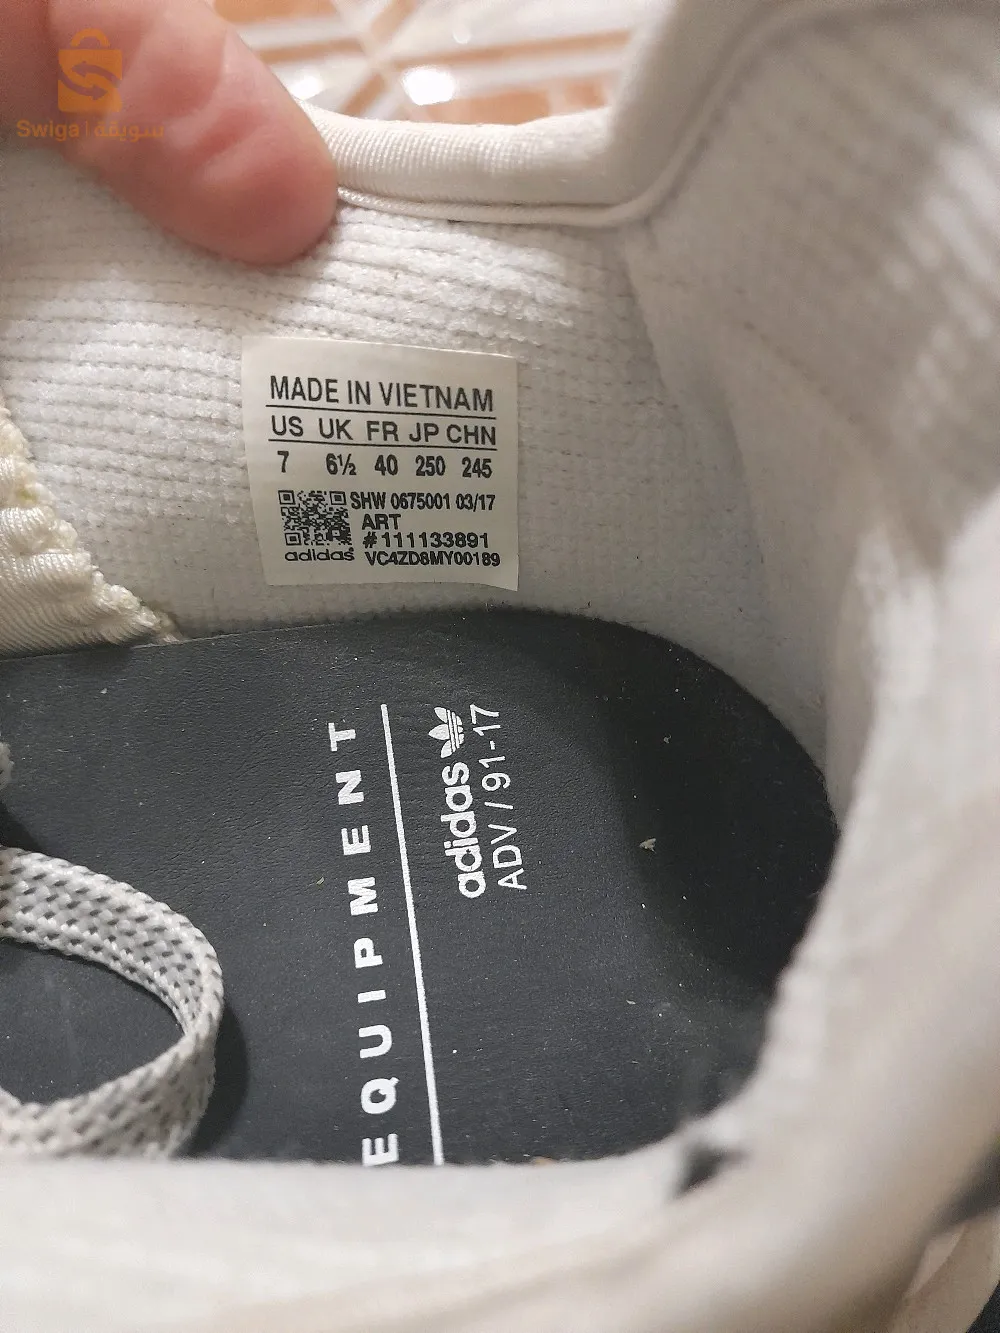 Swiga | سويقة
MADE IN VIETNAM
US UK FR JP CHN
7 6½ 40 250 245
SHW 0675001 03/17
ART
#111133891
adidas VC4ZD8MY00189
EQUIPMENT
adidas
ADV / 91-17